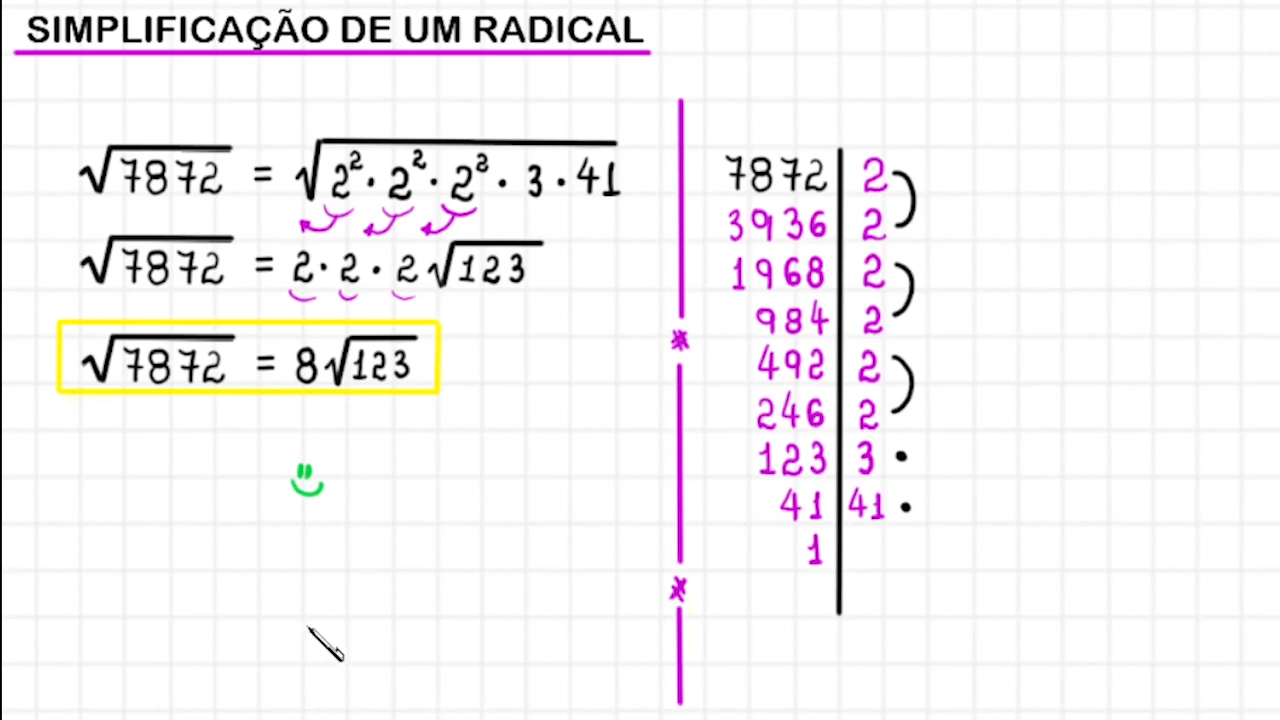 SIMPLIFICAÇÃO DE UM RADICAL
√7872 = √2²·2²·2²·3·41
√7872 = 2·2·2√123
√7872 = 8√123
7872 | 2
3936 | 2
1968 | 2
984 | 2
492 | 2
246 | 2
123 | 3 •
41 | 41 •
1 |